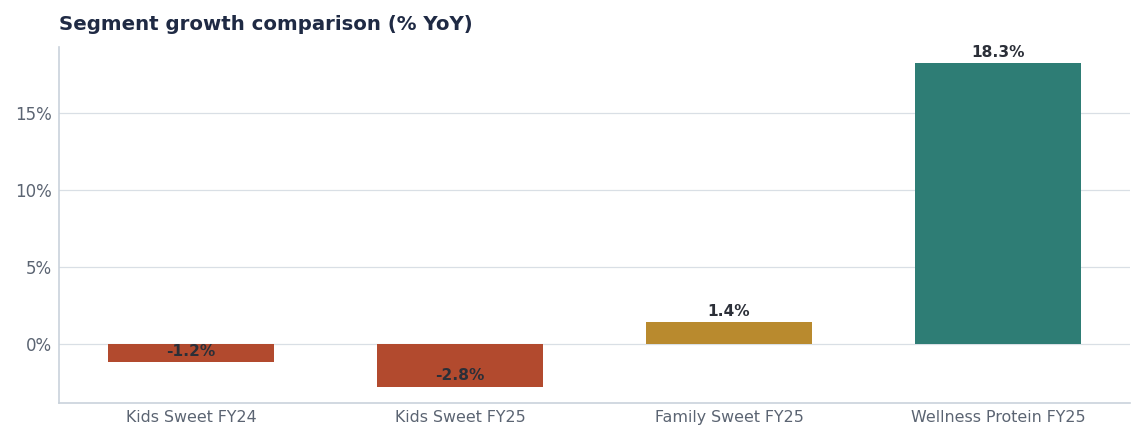 Segment growth comparison (% YoY)
18.3%
15%
10%
5%
1.4%
0%
-1.2%
-2.8%
Kids Sweet FY24
Kids Sweet FY25
Family Sweet FY25
Wellness Protein FY25